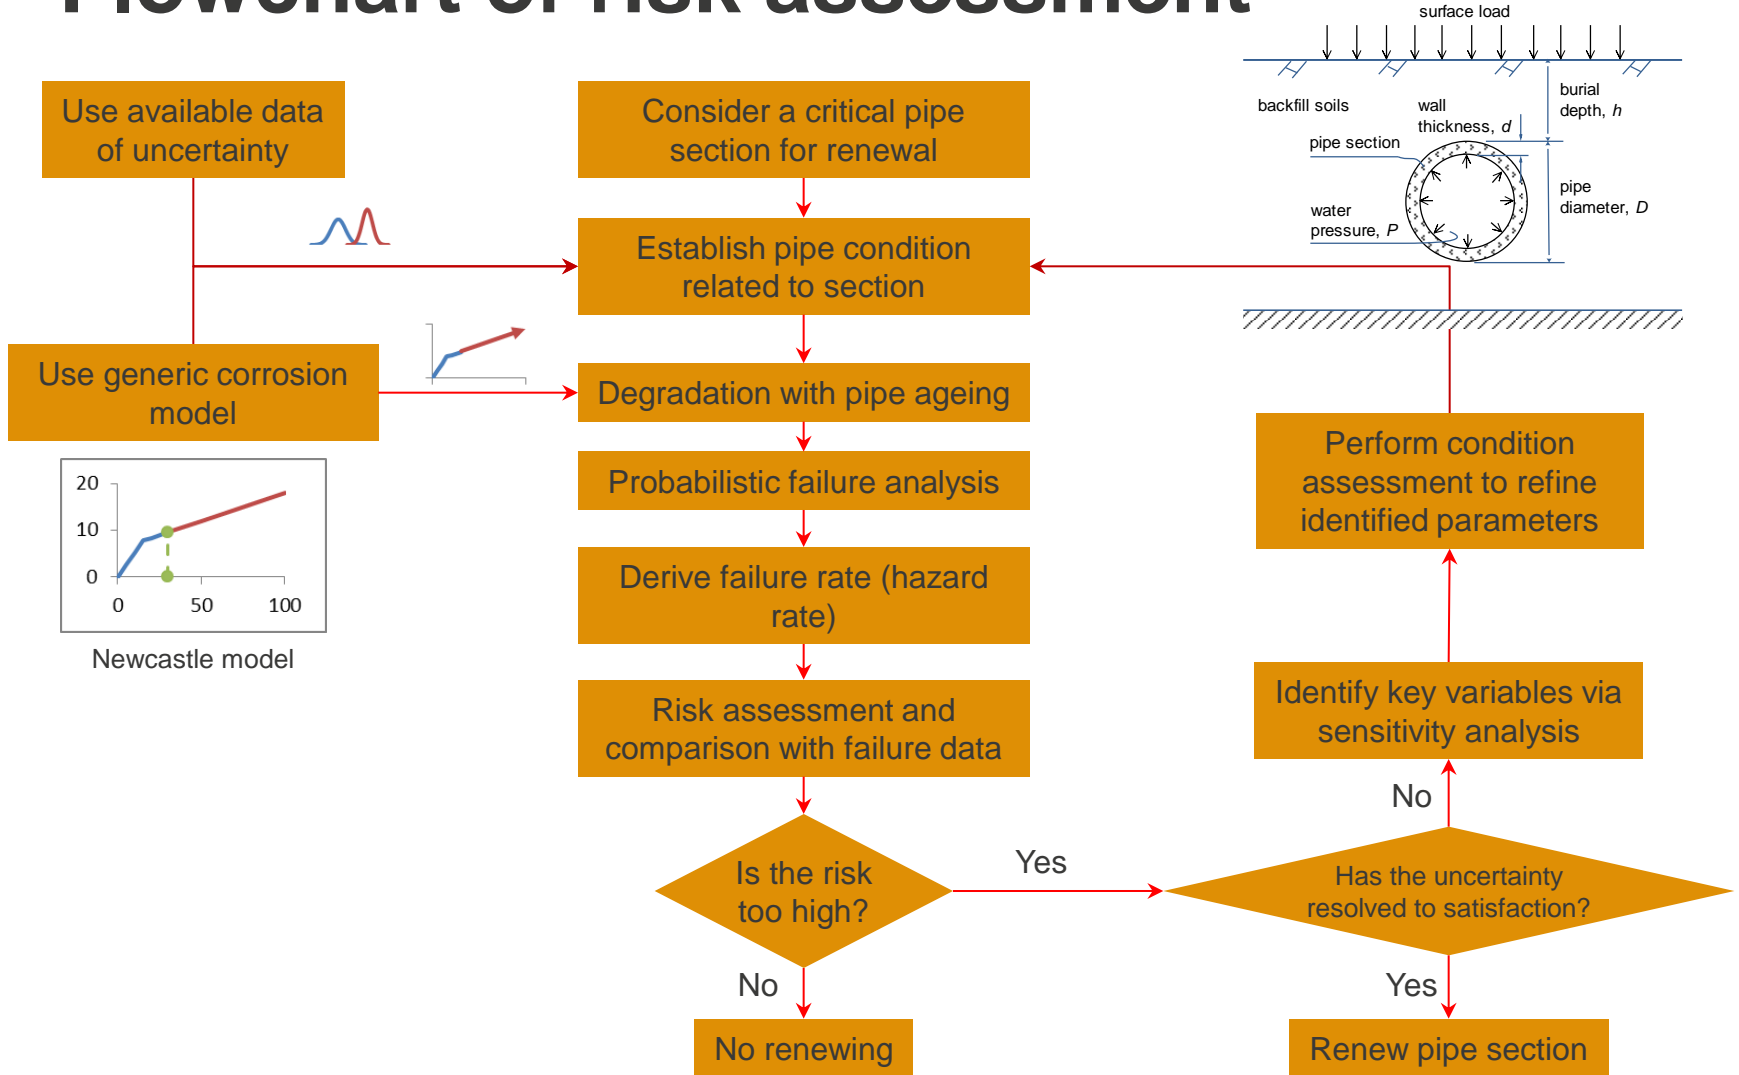 Flowchart of risk assessment
surface load
burial
depth, h
backfill soils
wall
thickness, d
pipe section
pipe
diameter, D
water
pressure, P
Use available data
of uncertainty
Consider a critical pipe
section for renewal
Establish pipe condition
related to section
Use generic corrosion
model
Degradation with pipe ageing
Probabilistic failure analysis
Derive failure rate (hazard
rate)
Risk assessment and
comparison with failure data
20
10
0
0 50 100
Newcastle model
Perform condition
assessment to refine
identified parameters
Identify key variables via
sensitivity analysis
No
Is the risk
too high?
Yes
Has the uncertainty
resolved to satisfaction?
No
Yes
No renewing
Renew pipe section